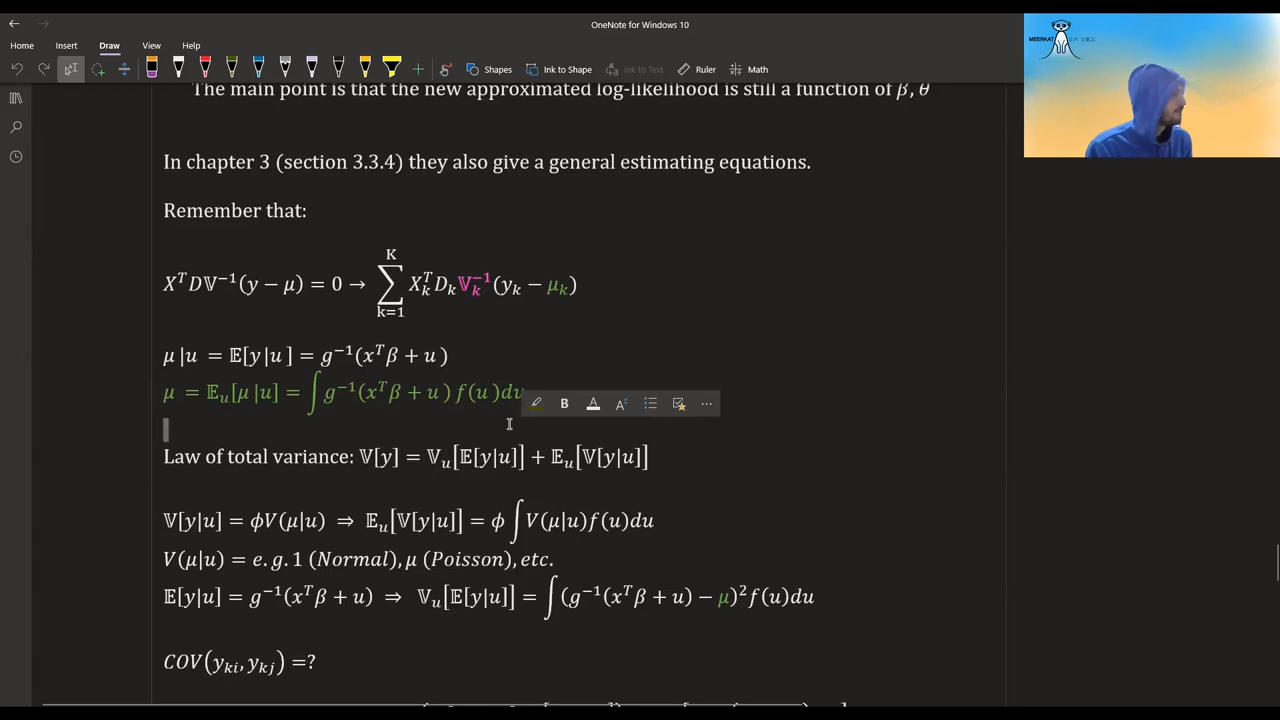 OneNote for Windows 10
MEERKAT STATISTICS
Home Insert Draw View Help
Shapes Ink to Shape Ink to Text Ruler Math
The main point is that the new approximated log-likelihood is still a function of β, θ
In chapter 3 (section 3.3.4) they also give a general estimating equations.
Remember that:
X^T D𝕍^{-1}(y − μ) = 0 → ∑_{k=1}^{K} X_k^T D_k 𝕍_k^{-1}(y_k − μ_k)
μ |u = 𝔼[y|u ] = g^{-1}(x^T β + u )
μ = 𝔼_u[μ |u] = ∫ g^{-1}(x^T β + u ) f(u )du
B A A
Law of total variance: 𝕍[y] = 𝕍_u[𝔼[y|u]] + 𝔼_u[𝕍[y|u]]
𝕍[y|u] = ϕV(μ|u) ⇒ 𝔼_u[𝕍[y|u]] = ϕ ∫ V(μ|u)f(u)du
V(μ|u) = e.g. 1 (Normal), μ (Poisson), etc.
𝔼[y|u] = g^{-1}(x^T β + u) ⇒ 𝕍_u[𝔼[y|u]] = ∫ (g^{-1}(x^T β + u) − μ)^2 f(u)du
COV(y_{ki}, y_{kj}) =?